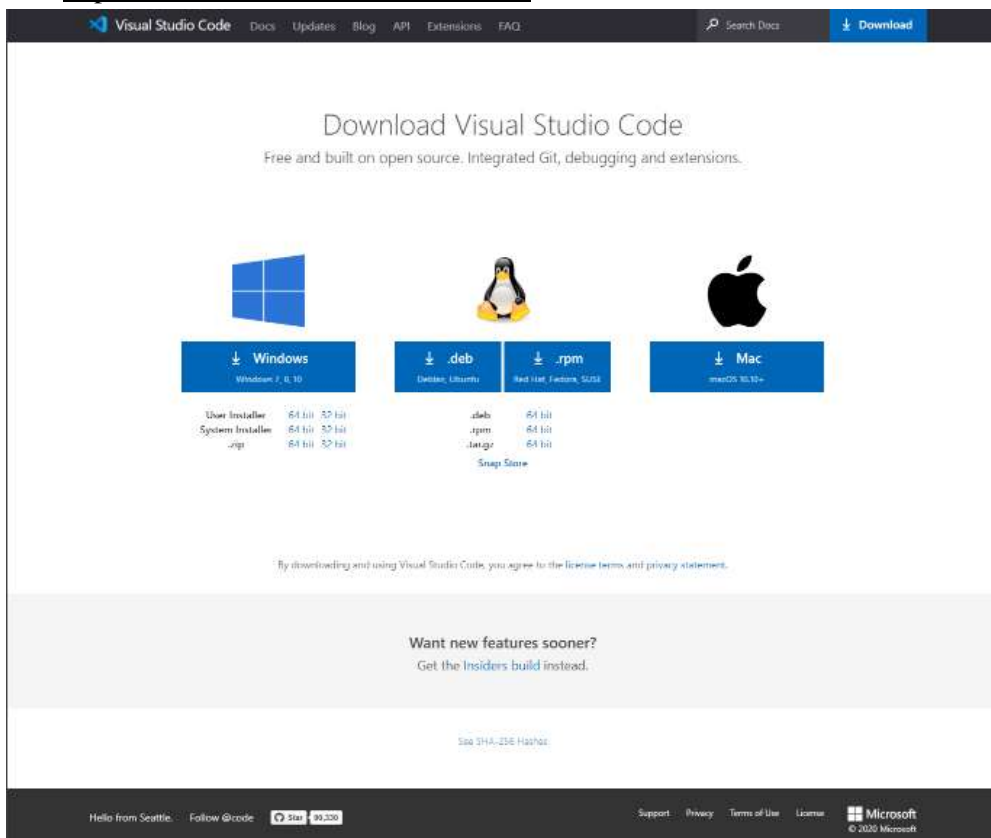 Visual Studio Code Docs Updates Blog API Extensions FAQ Search Docs Download
Download Visual Studio Code
Free and built on open source. Integrated Git, debugging and extensions.
Windows
Windows 7, 8, 10
.deb
Debian, Ubuntu
.rpm
Red Hat, Fedora, SUSE
Mac
macOS 10.10+
User Installer 64 bit 32 bit
System Installer 64 bit 32 bit
.zip 64 bit 32 bit
.deb 64 bit
.rpm 64 bit
.tar.gz 64 bit
Snap Store
By downloading and using Visual Studio Code, you agree to the license terms and privacy statement.
Want new features sooner?
Get the Insiders build instead.
See SHA-256 Hashes
Hello from Seattle. Follow @code Star 99,330
Support Privacy Terms of Use License Microsoft
© 2020 Microsoft